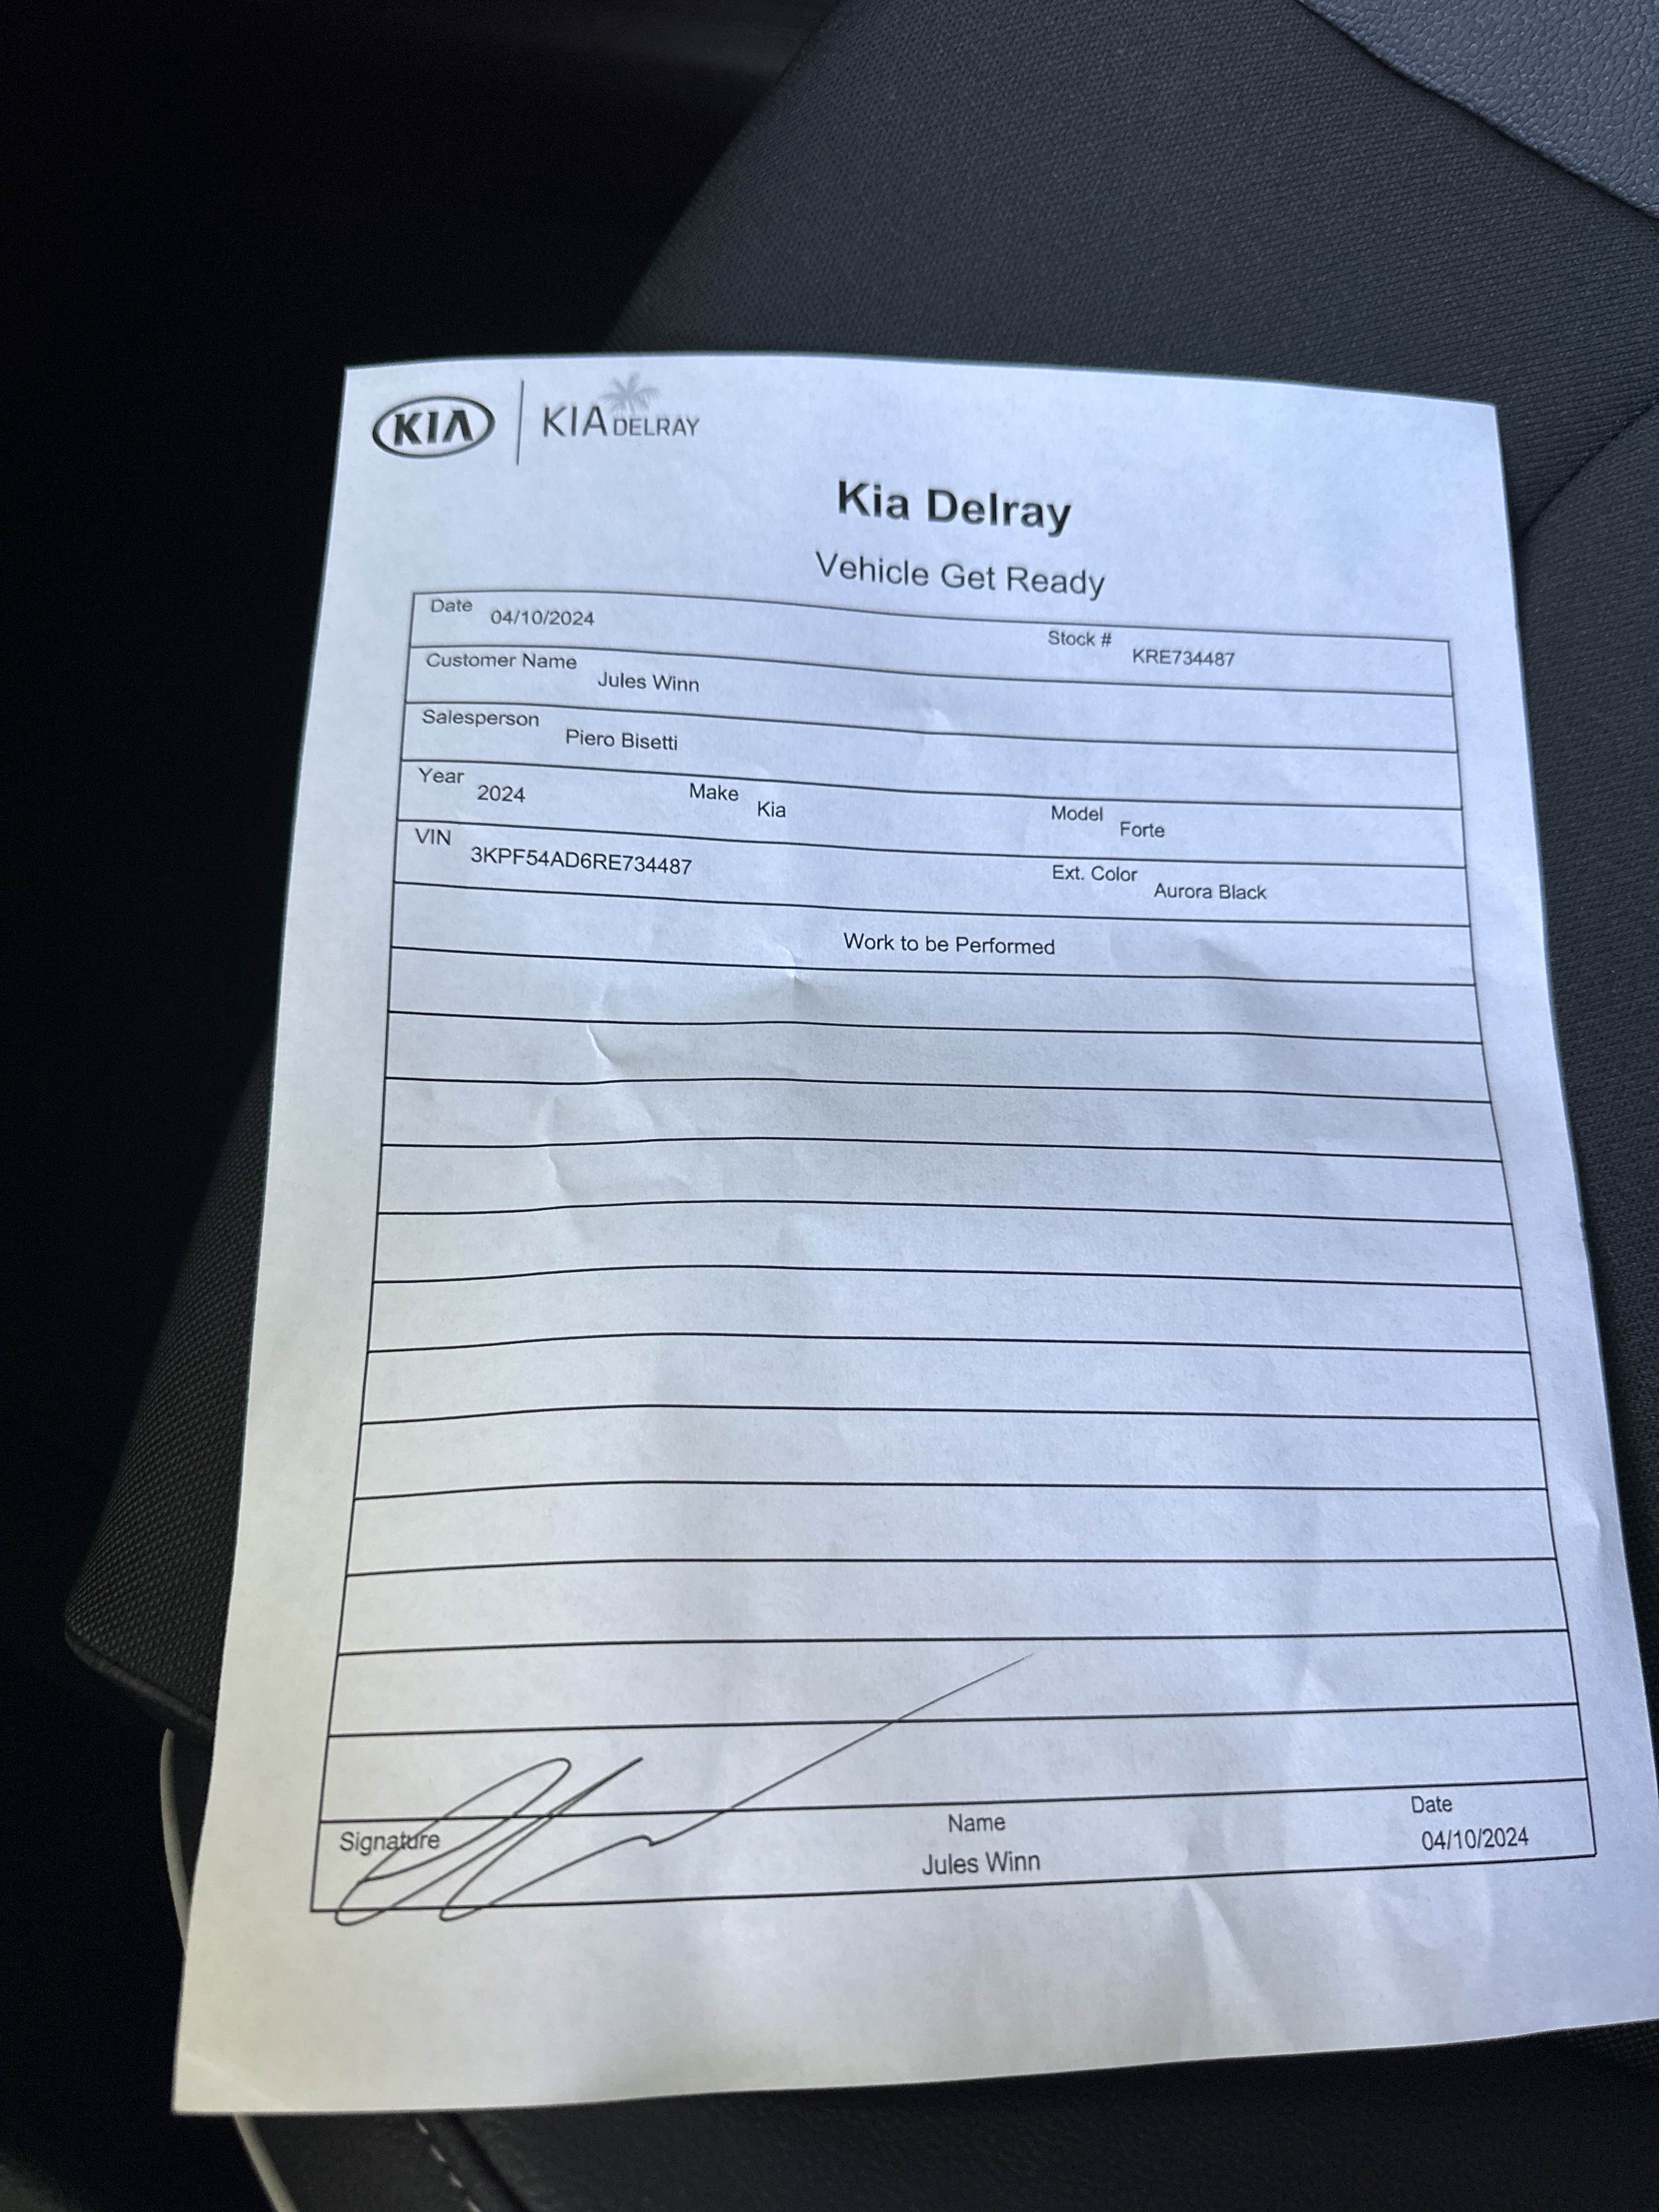 KIA KIA DELRAY
Kia Delray
Vehicle Get Ready
Date 04/10/2024 Stock # KRE734487
Customer Name Jules Winn
Salesperson Piero Bisetti
Year 2024 Make Kia Model Forte
VIN 3KPF54AD6RE734487 Ext. Color Aurora Black
Work to be Performed
Signature Name Date
Jules Winn 04/10/2024